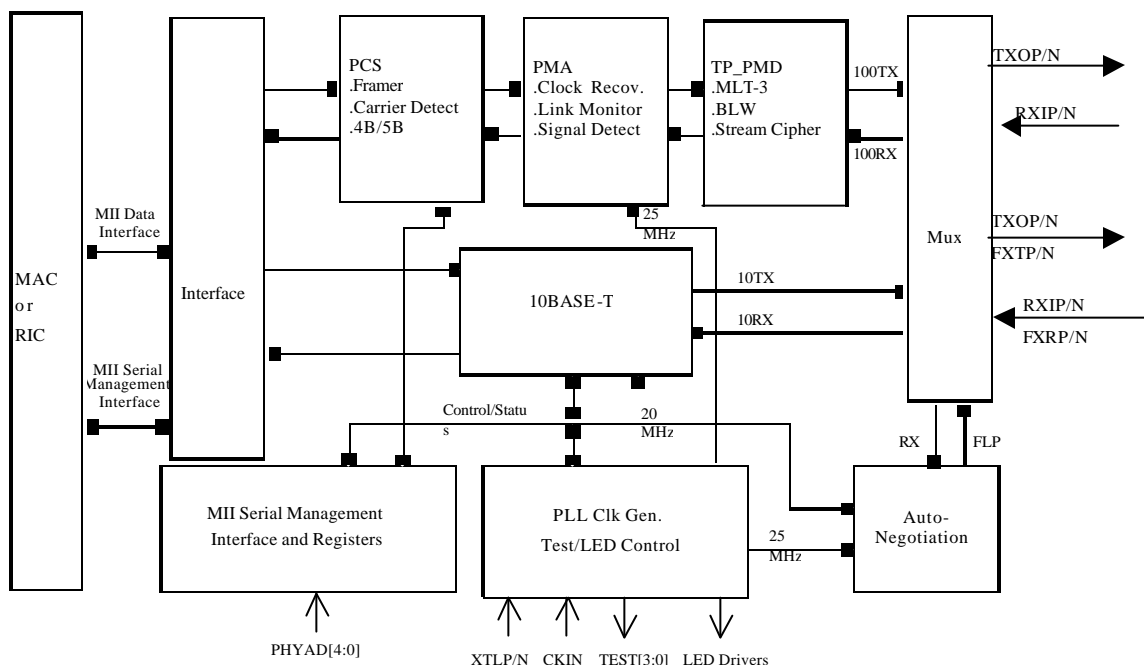 PCS
.Framer
.Carrier Detect
.4B/5B
PMA
.Clock Recov.
.Link Monitor
.Signal Detect
TP_PMD
.MLT-3
.BLW
.Stream Cipher
100TX
100RX
TXOP/N
RXIP/N
MII Data
Interface
25
MHz
Mux
TXOP/N
FXTP/N
MAC
or
RIC
Interface
10BASE-T
10TX
10RX
RXIP/N
FXRP/N
MII Serial
Management
Interface
Control/Statu
s
20
MHz
RX
FLP
MII Serial Management
Interface and Registers
PLL Clk Gen.
Test/LED Control
25
MHz
Auto-
Negotiation
PHYAD[4:0]
XTLP/N
CKIN
TEST[3:0]
LED Drivers